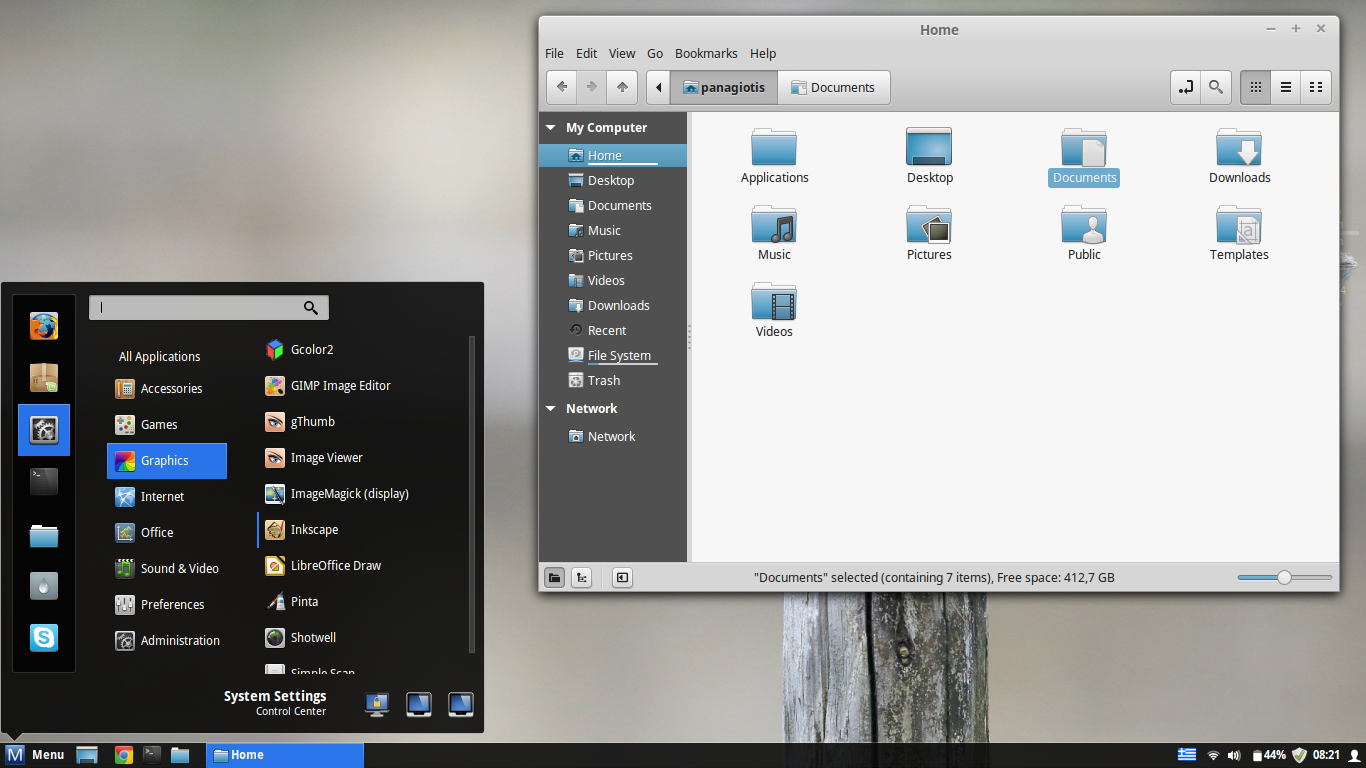 Home
File Edit View Go Bookmarks Help
panagiotis Documents
My Computer
Home
Desktop
Documents
Music
Pictures
Videos
Downloads
Recent
File System
Trash
Network
Network
Applications Desktop Documents Downloads
Music Pictures Public Templates
Videos
"Documents" selected (containing 7 items), Free space: 412,7 GB
All Applications
Accessories
Games
Graphics
Internet
Office
Sound & Video
Preferences
Administration
Gcolor2
GIMP Image Editor
gThumb
Image Viewer
ImageMagick (display)
Inkscape
LibreOffice Draw
Pinta
Shotwell
Simple Scan
System Settings
Control Center
Menu Home 44% 08:21